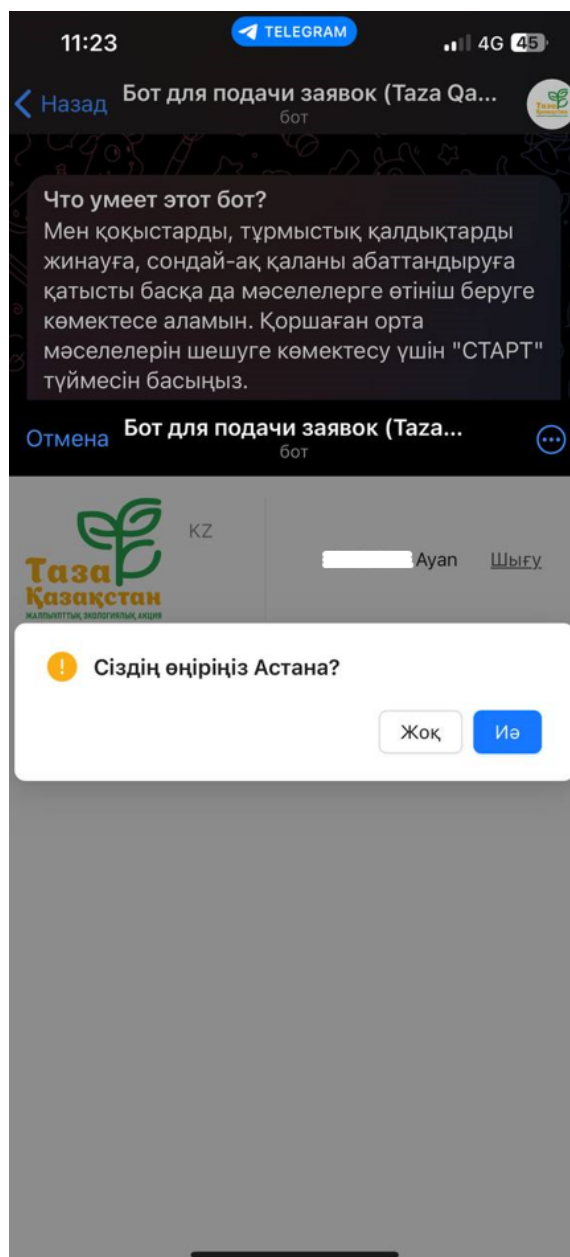 11:23
TELEGRAM
4G 45
Назад
Бот для подачи заявок (Taza Qa...
бот
Что умеет этот бот?
Мен қоқыстарды, тұрмыстық қалдықтарды
жинауға, сондай-ақ қаланы абаттандыруға
қатысты басқа да мәселелерге өтініш беруге
көмектесе аламын. Қоршаған орта
мәселелерін шешуге көмектесу үшін "СТАРТ"
түймесін басыңыз.
Отмена
Бот для подачи заявок (Taza...
бот
Таза
Қазақстан
ЖАЛПЫҰЛТТЫҚ ЭКОЛОГИЯЛЫҚ АКЦИЯ
KZ
Ayan
Шығу
Сіздің өңіріңіз Астана?
Жоқ
Иә